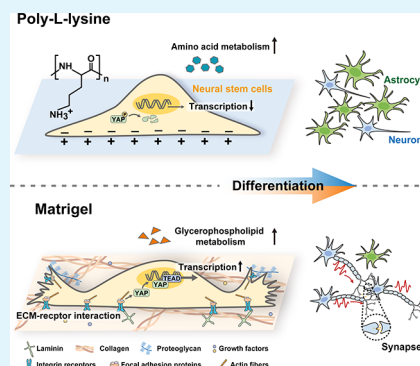 Poly-L-lysine
NH
O
n
NH3+
Amino acid metabolism
Neural stem cells
Transcription
P
YAP
− − − − − − − −
+ + + + + + + +
Astrocy
Neuron
Differentiation
Matrigel
Glycerophospholipid
metabolism
Transcription
TEAD
YAP
YAP
ECM-recptor interaction
Synapse
Laminin Collagen Proteoglycan Growth factors
Integrin receptors Focal adhesion proteins Actin fibers